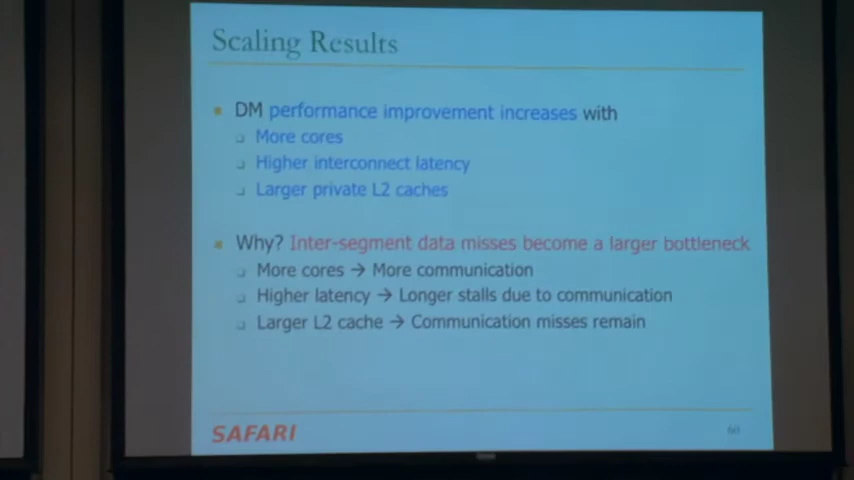 Scaling Results
DM performance improvement increases with
More cores
Higher interconnect latency
Larger private L2 caches
Why? Inter-segment data misses become a larger bottleneck
More cores → More communication
Higher latency → Longer stalls due to communication
Larger L2 cache → Communication misses remain
SAFARI
60